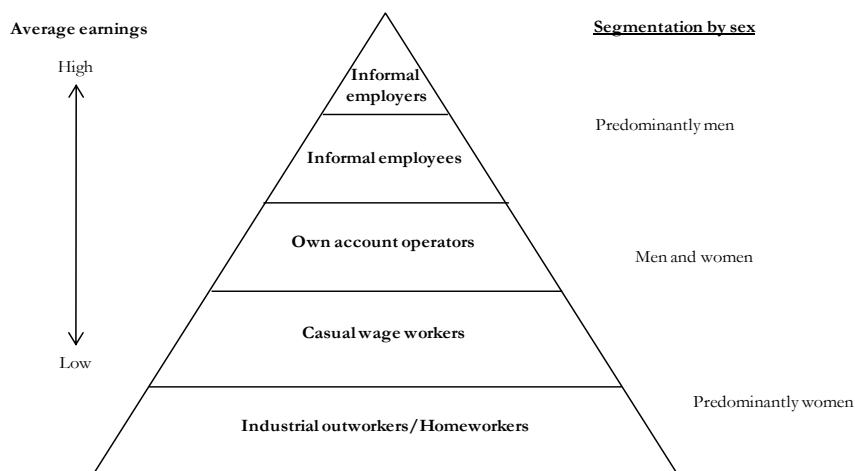 Average earnings
Segmentation by sex
High
Informal
employers
Predominantly men
Informal employees
Own account operators
Men and women
Casual wage workers
Low
Predominantly women
Industrial outworkers/Homeworkers